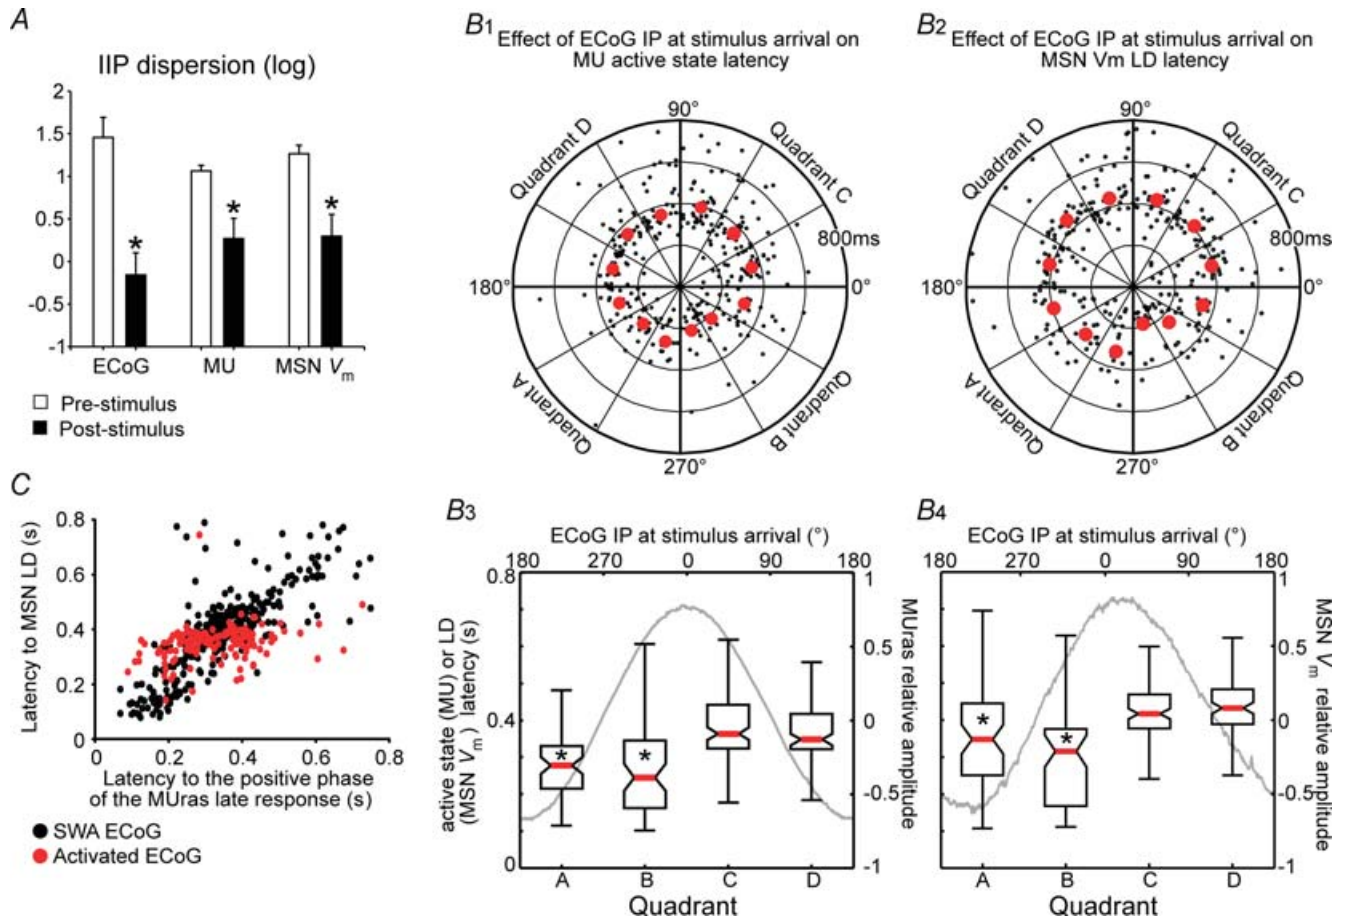 A
IIP dispersion (log)
2
1.5
1
0.5
0
-0.5
-1
*
*
*
ECoG MU MSN Vm
Pre-stimulus
Post-stimulus
B1
Effect of ECoG IP at stimulus arrival on
MU active state latency
90°
Quadrant D
Quadrant C
800ms
180°
0°
Quadrant A
Quadrant B
270°
B2
Effect of ECoG IP at stimulus arrival on
MSN Vm LD latency
90°
Quadrant D
Quadrant C
800ms
180°
0°
Quadrant A
Quadrant B
270°
C
Latency to MSN LD (s)
0.8
0.6
0.4
0.2
0
0 0.2 0.4 0.6 0.8
Latency to the positive phase
of the MUras late response (s)
SWA ECoG
Activated ECoG
B3
ECoG IP at stimulus arrival (°)
180 270 0 90 180
active state (MU) or LD
(MSN Vm) latency (s)
0.8
0.4
0
*
*
1
0.5
0
-0.5
-1
MUras relative amplitude
A B C D
Quadrant
B4
ECoG IP at stimulus arrival (°)
180 270 0 90 180
*
*
1
0.5
0
-0.5
-1
MSN Vm relative amplitude
A B C D
Quadrant